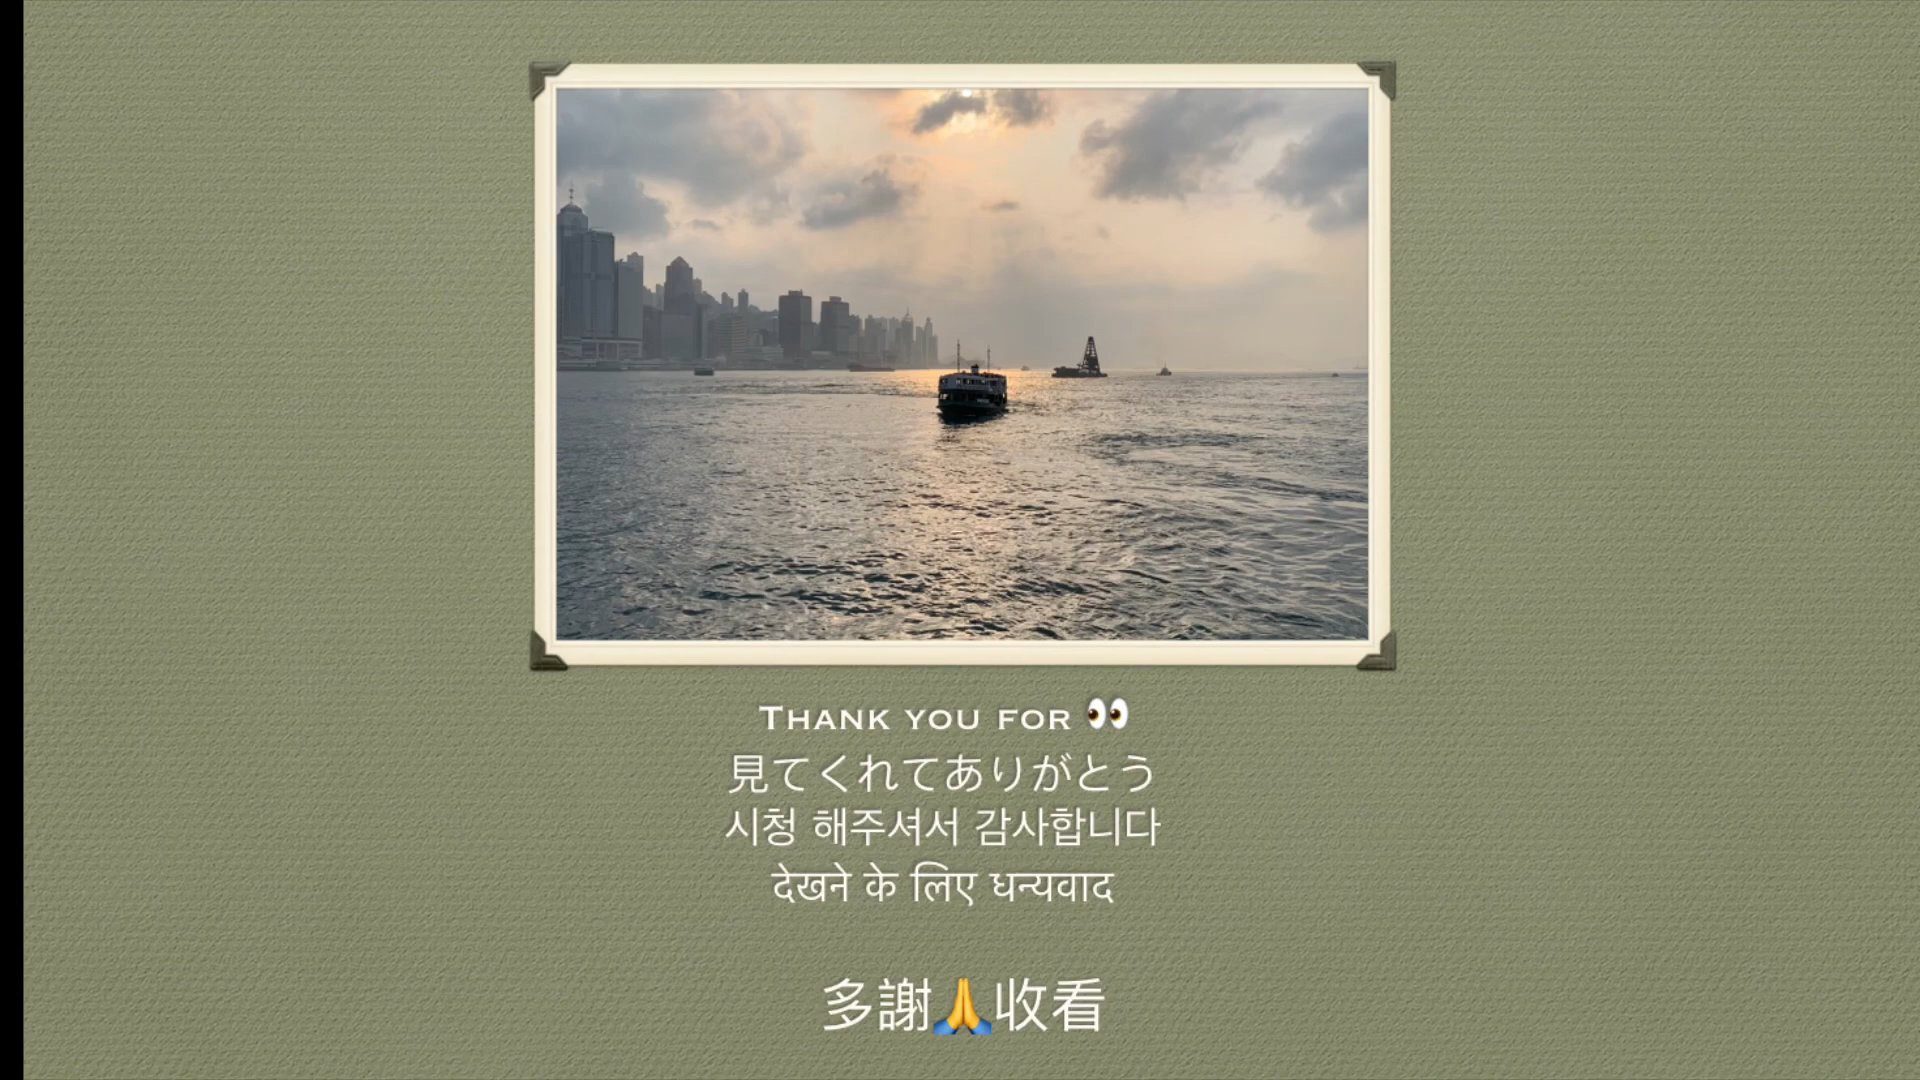 Thank you for 👀
見てくれてありがとう
시청 해주셔서 감사합니다
देखने के लिए धन्यवाद
多謝🙏收看